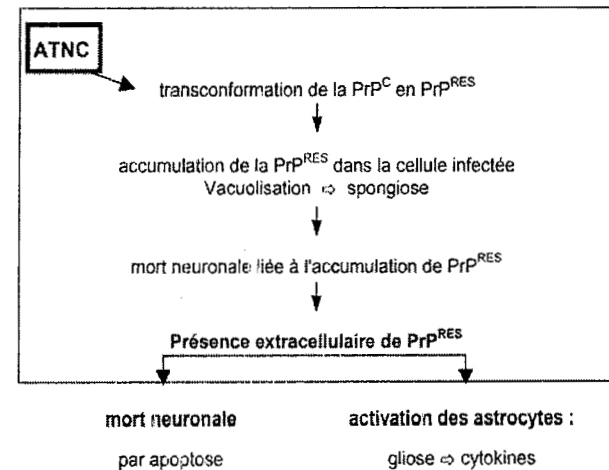 ATNC
transconformation de la PrP^C en PrP^RES
accumulation de la PrP^RES dans la cellule infectée
Vacuolisation ⇨ spongiose
mort neuronale liée à l'accumulation de PrP^RES
Présence extracellulaire de PrP^RES
mort neuronale activation des astrocytes :
par apoptose gliose ⇨ cytokines